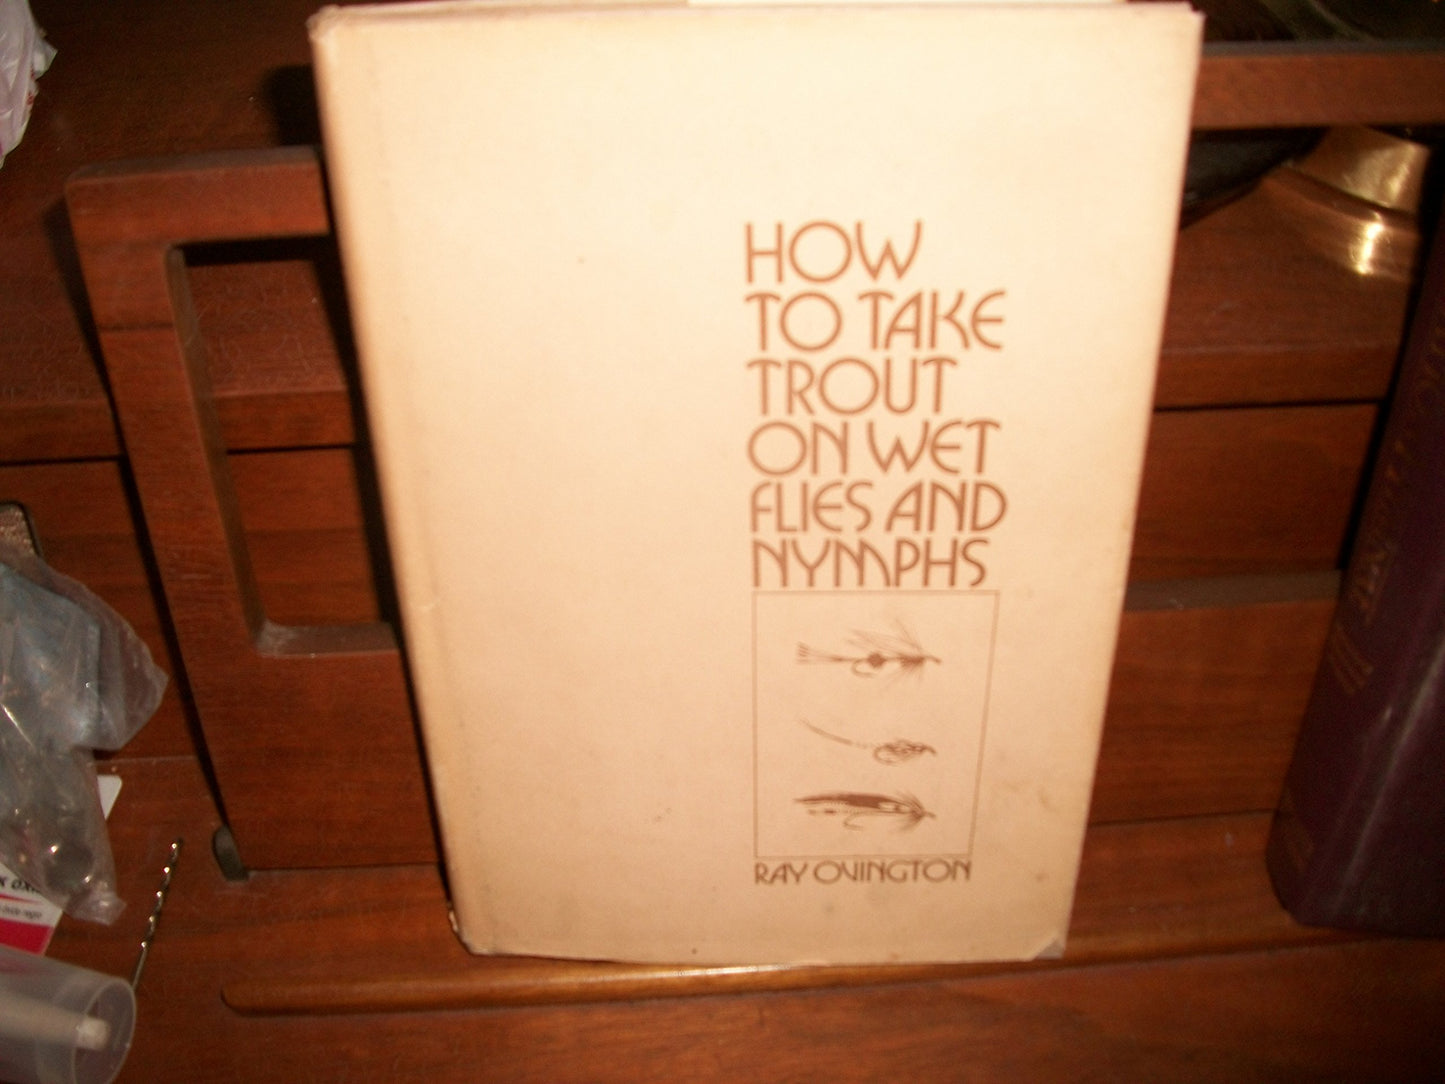 HOW
TO TAKE
TROUT
ON WET
FLIES AND
NYMPHS
RAY OVINGTON